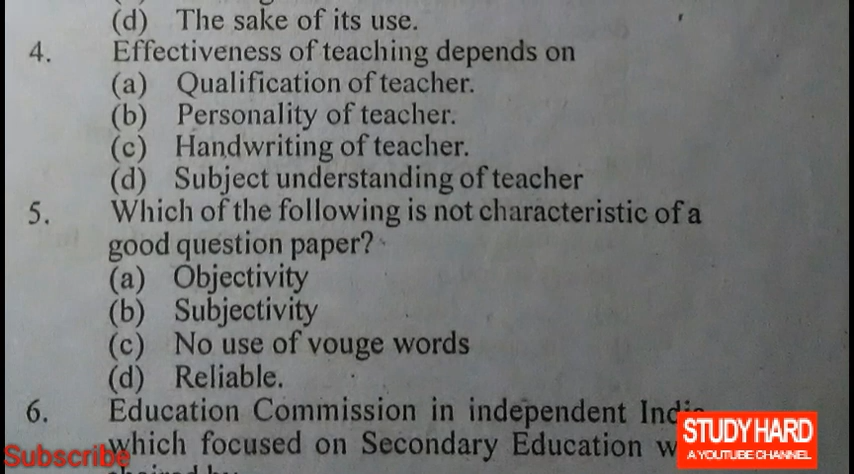 (d) The sake of its use.
4. Effectiveness of teaching depends on
(a) Qualification of teacher.
(b) Personality of teacher.
(c) Handwriting of teacher.
(d) Subject understanding of teacher
5. Which of the following is not characteristic of a
good question paper?
(a) Objectivity
(b) Subjectivity
(c) No use of vouge words
(d) Reliable.
6. Education Commission in independent India
which focused on Secondary Education
STUDY HARD
A YOUTUBE CHANNEL
Subscribe